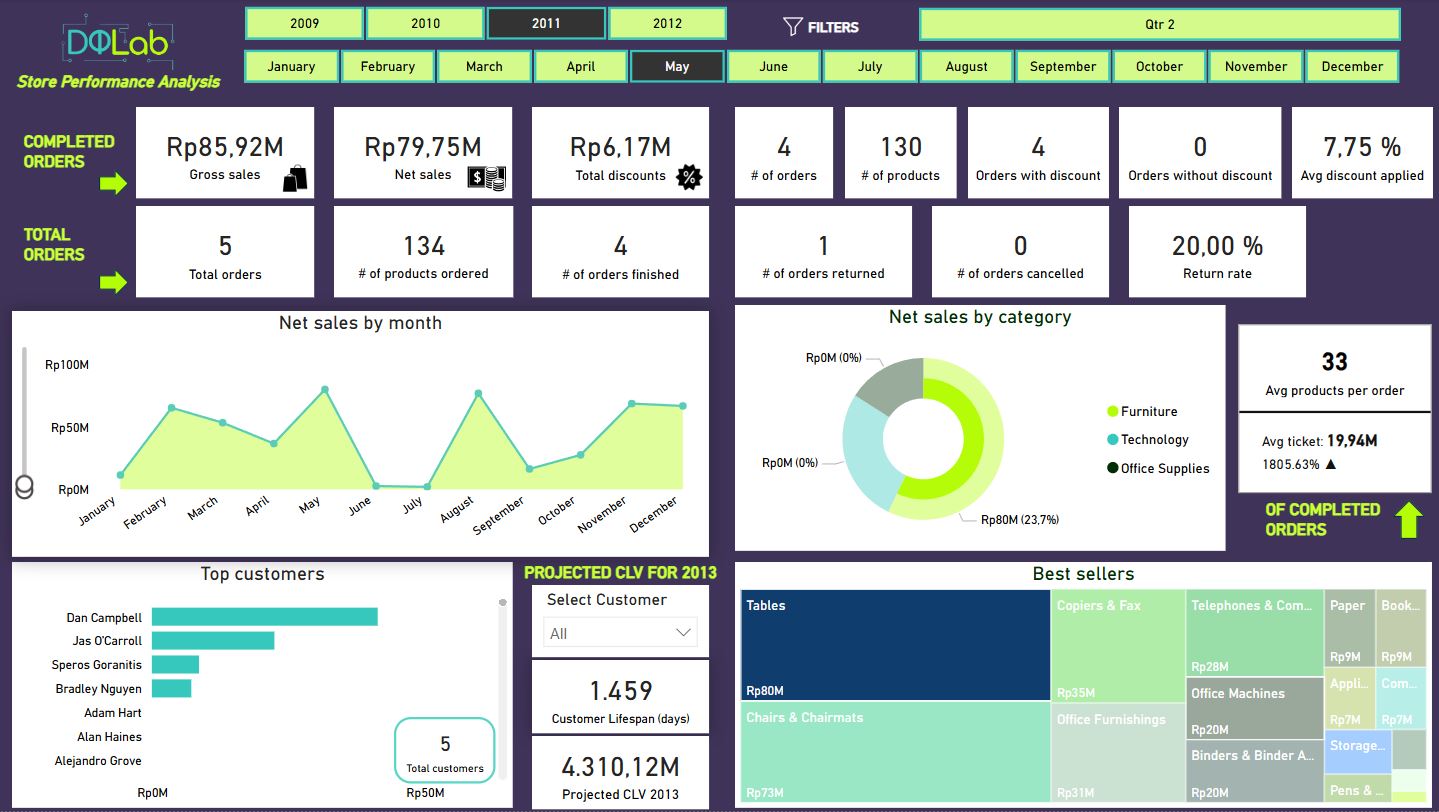 DQLab
Store Performance Analysis
2009
2010
2011
2012
FILTERS
Qtr 2
January
February
March
April
May
June
July
August
September
October
November
December
COMPLETED
ORDERS
Rp85,92M
Gross sales
Rp79,75M
Net sales
$
Rp6,17M
Total discounts
%
4
# of orders
130
# of products
4
Orders with discount
0
Orders without discount
7,75 %
Avg discount applied
TOTAL
ORDERS
5
Total orders
134
# of products ordered
4
# of orders finished
1
# of orders returned
0
# of orders cancelled
20,00 %
Return rate
Net sales by month
Rp100M
Rp50M
Rp0M
January
February
March
April
May
June
July
August
September
October
November
December
Net sales by category
Rp0M (0%)
Rp0M (0%)
Rp80M (23,7%)
Furniture
Technology
Office Supplies
33
Avg products per order
Avg ticket: 19,94M
1805.63% ▲
OF COMPLETED
ORDERS
Top customers
Dan Campbell
Jas O'Carroll
Speros Goranitis
Bradley Nguyen
Adam Hart
Alan Haines
Alejandro Grove
Rp0M
Rp50M
5
Total customers
PROJECTED CLV FOR 2013
Select Customer
All
1.459
Customer Lifespan (days)
4.310,12M
Projected CLV 2013
Best sellers
Tables
Rp80M
Chairs & Chairmats
Rp73M
Copiers & Fax
Rp35M
Office Furnishings
Rp31M
Telephones & Com...
Rp28M
Office Machines
Rp20M
Binders & Binder A...
Rp20M
Paper
Rp9M
Book...
Rp9M
Appli...
Rp7M
Com...
Rp7M
Storage...
Pens & ...